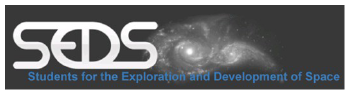 SEDS
Students for the Exploration and Development of Space